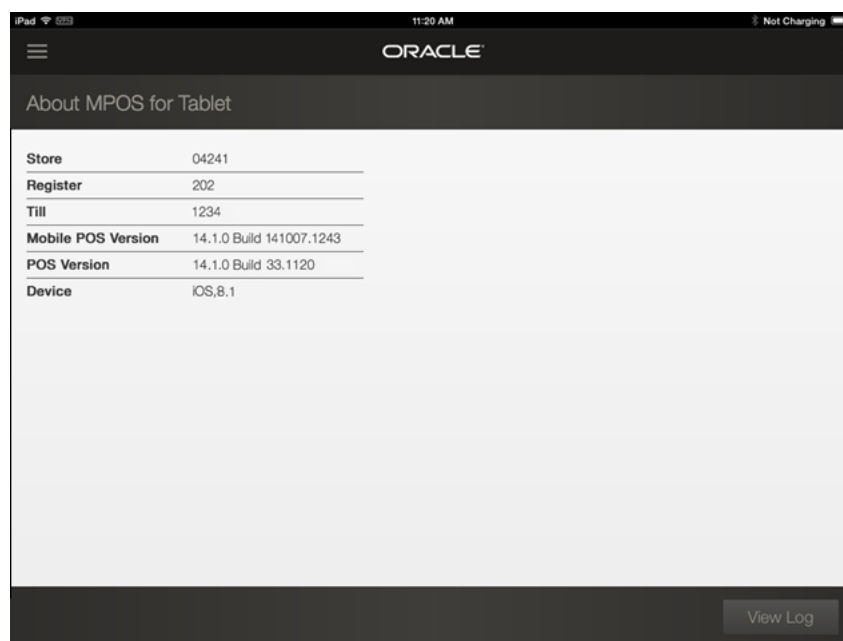 iPad VPN 11:20 AM Not Charging
ORACLE
About MPOS for Tablet
Store 04241
Register 202
Till 1234
Mobile POS Version 14.1.0 Build 141007.1243
POS Version 14.1.0 Build 33.1120
Device iOS,8.1
View Log